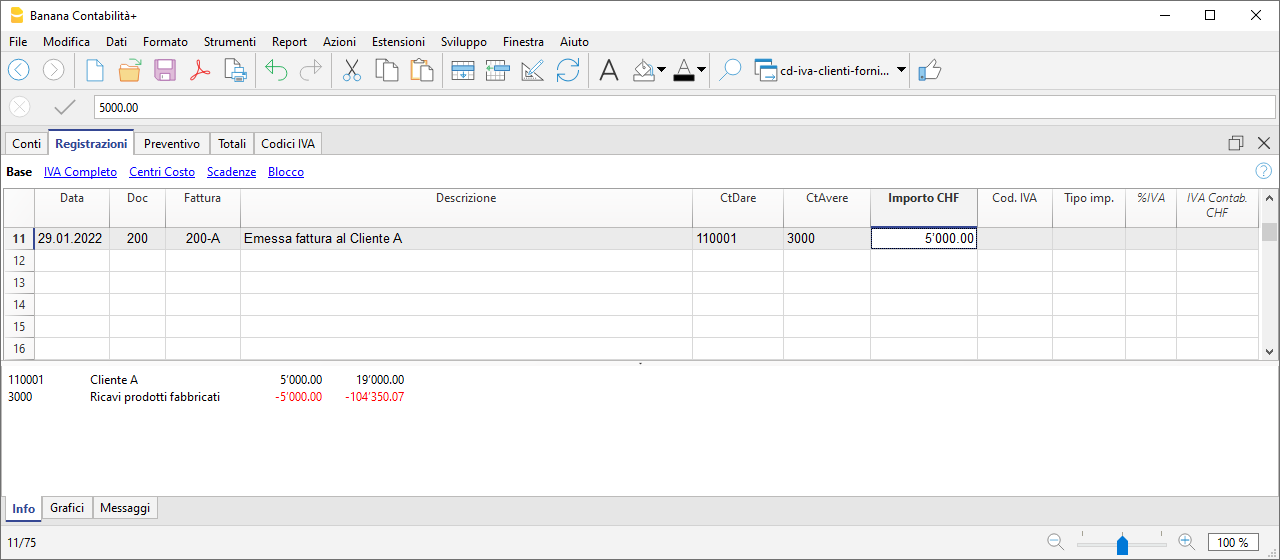 Banana Contabilità+
File Modifica Dati Formato Strumenti Report Azioni Estensioni Sviluppo Finestra Aiuto
cd-iva-clienti-forni...
5000.00
Conti Registrazioni Preventivo Totali Codici IVA
Base IVA Completo Centri Costo Scadenze Blocco
Data Doc Fattura Descrizione CtDare CtAvere Importo CHF Cod. IVA Tipo imp. %IVA IVA Contab. CHF
11 29.01.2022 200 200-A Emessa fattura al Cliente A 110001 3000 5'000.00
12
13
14
15
16
110001 Cliente A 5'000.00 19'000.00
3000 Ricavi prodotti fabbricati -5'000.00 -104'350.07
Info Grafici Messaggi
11/75 100 %